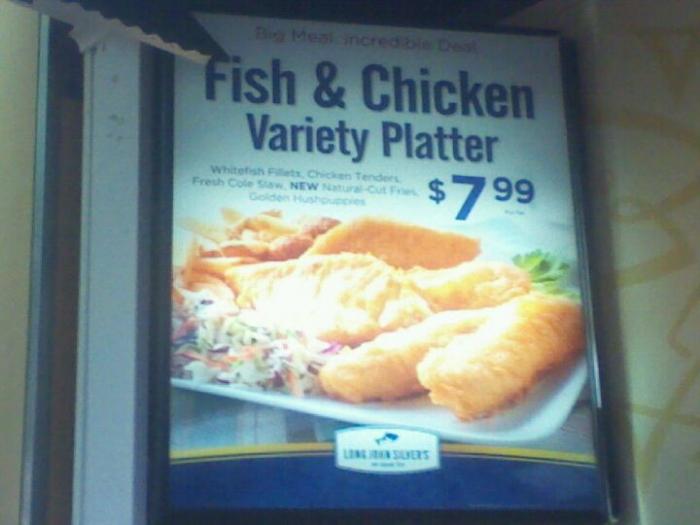 Big Meal. Incredible Deal.
Fish & Chicken
Variety Platter
Whitefish Fillets, Chicken Tenders,
Fresh Cole Slaw, NEW Natural-Cut Fries,
Golden Hushpuppies
$7.99
LONG JOHN SILVER'S